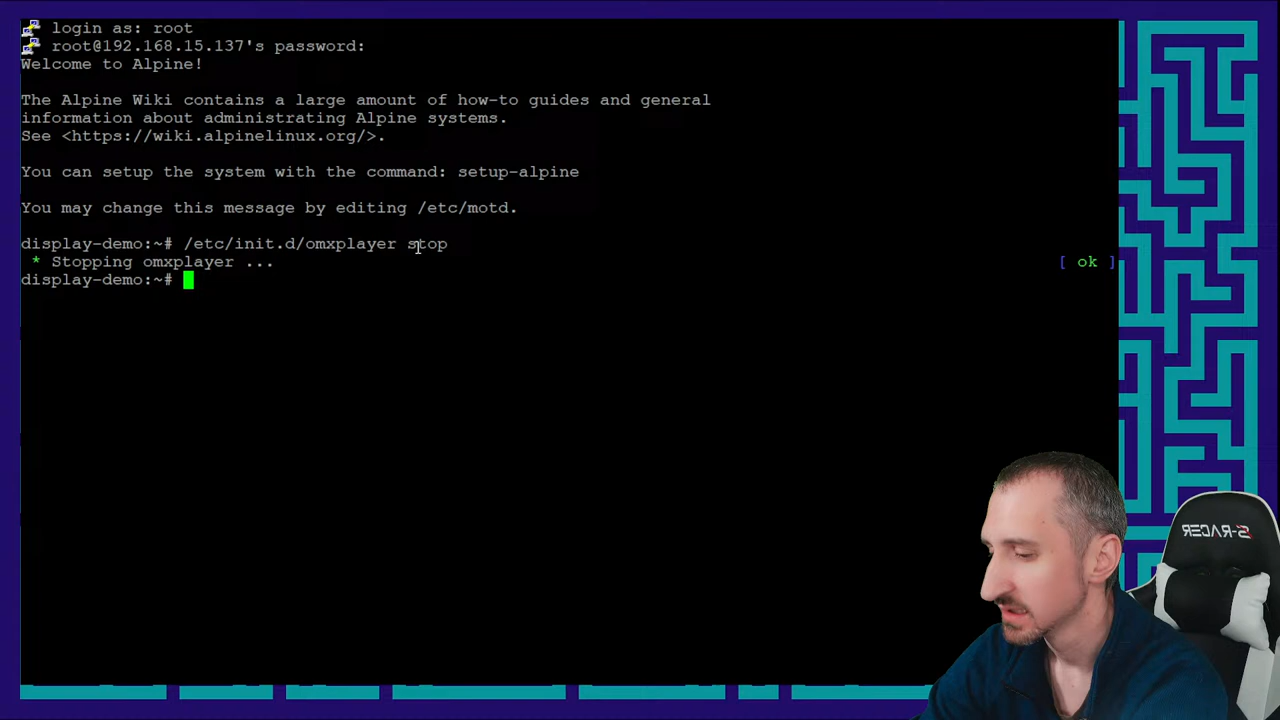 login as: root
root@192.168.15.137's password:
Welcome to Alpine!
The Alpine Wiki contains a large amount of how-to guides and general
information about administrating Alpine systems.
See <https://wiki.alpinelinux.org/>.
You can setup the system with the command: setup-alpine
You may change this message by editing /etc/motd.
display-demo:~# /etc/init.d/omxplayer stop
* Stopping omxplayer ... [ ok ]
display-demo:~#
S-RACER